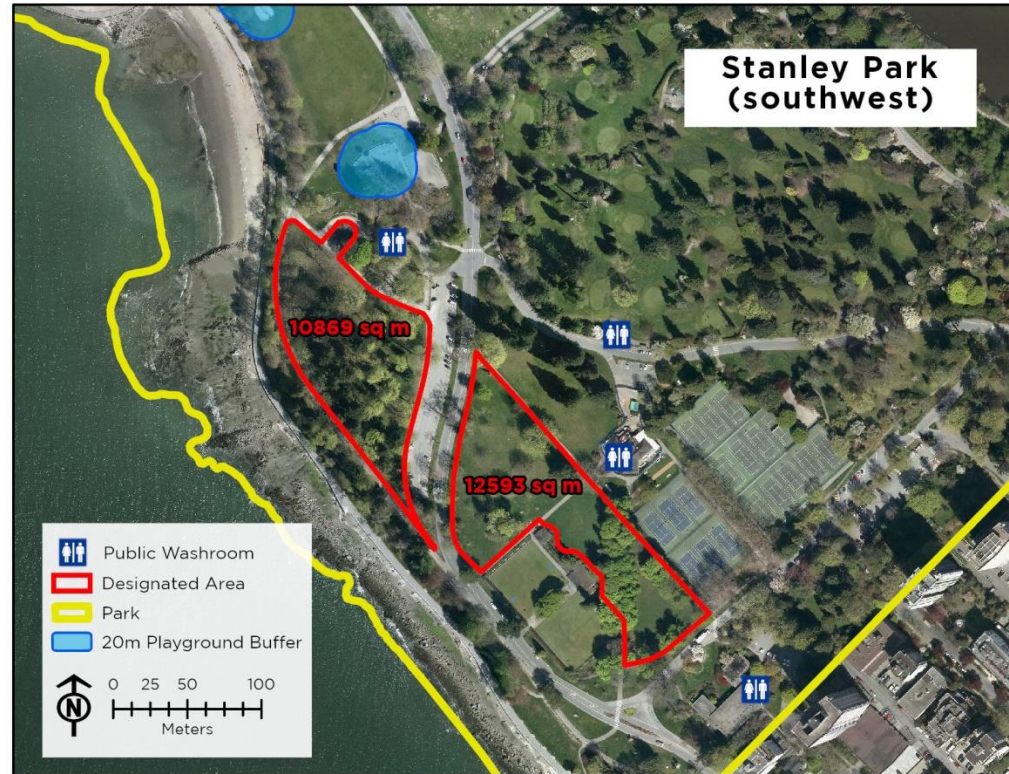 Stanley Park
(southwest)
10869 sq m
12593 sq m
Public Washroom
Designated Area
Park
20m Playground Buffer
N
0 25 50 100
Meters